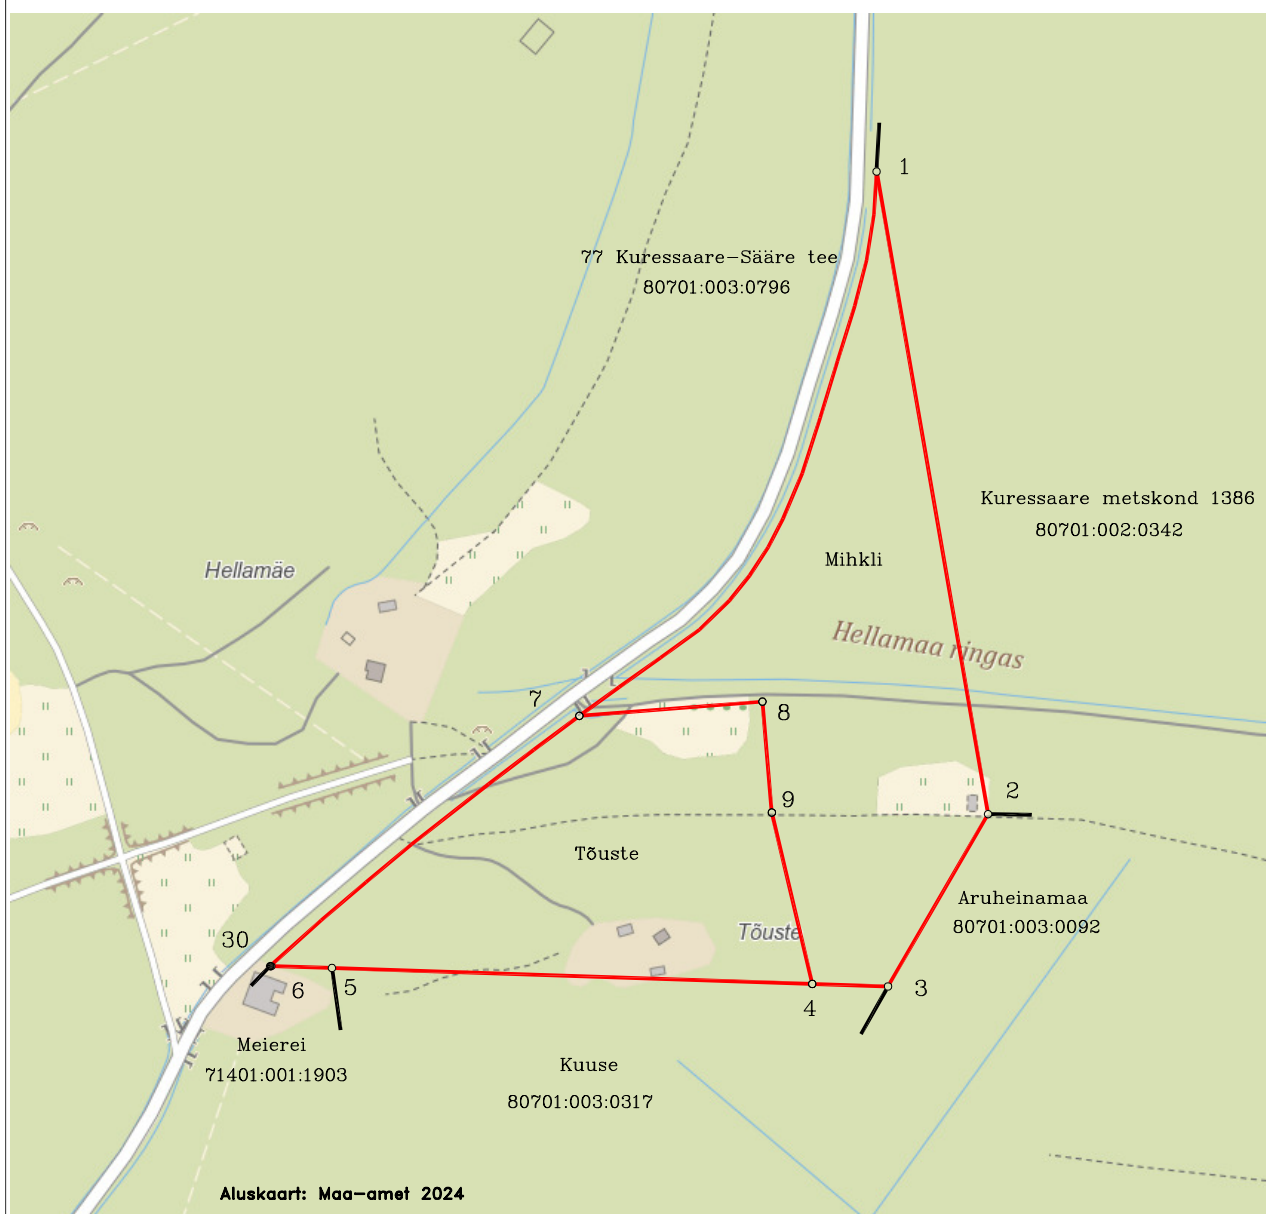 1
77 Kuressaare-Sääre tee
80701:003:0796
Kuressaare metskond 1386
80701:002:0342
Mihkli
Hellamäe
Hellamaa ringas
7
8
9
2
Tõuste
Aruheinamaa
80701:003:0092
Tõuste
30
6
5
4
3
Meierei
71401:001:1903
Kuuse
80701:003:0317
Aluskaart: Maa-amet 2024